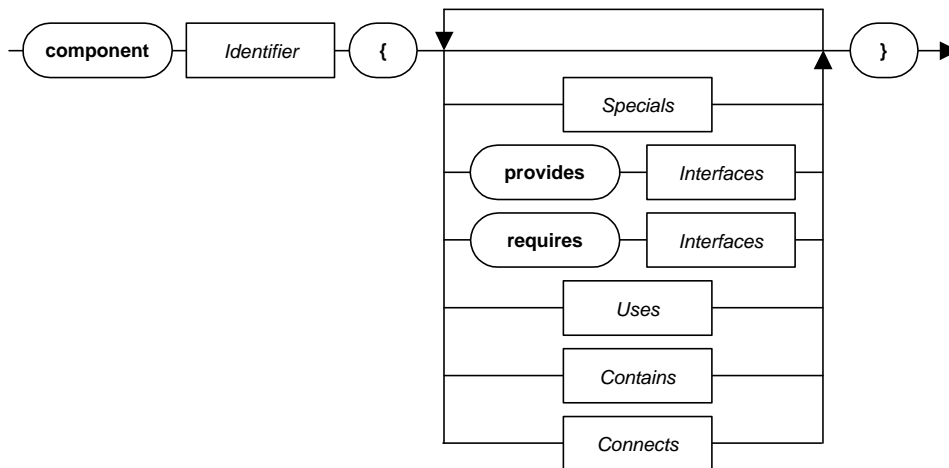 component Identifier { }
Specials
provides Interfaces
requires Interfaces
Uses
Contains
Connects